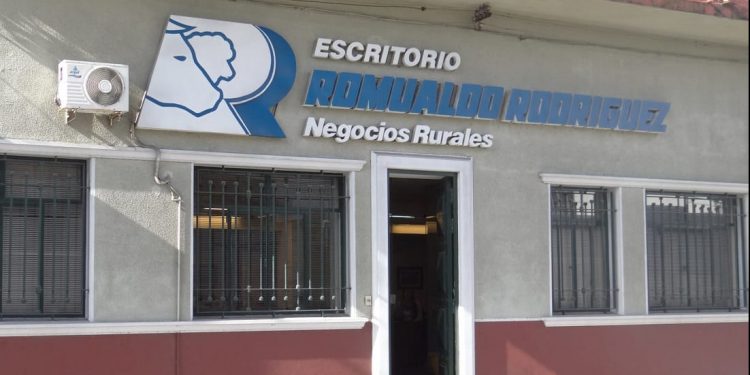 ESCRITORIO
ROMUALDO RODRIGUEZ
Negocios Rurales
R